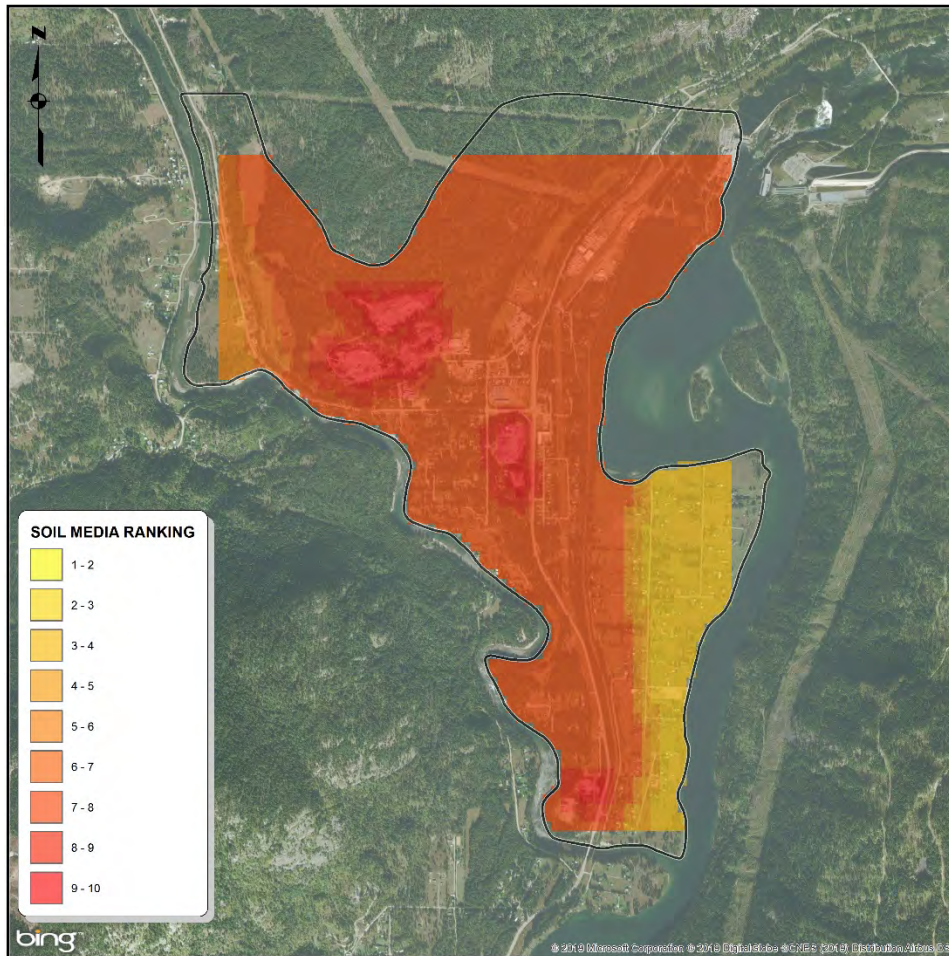 N
SOIL MEDIA RANKING
1 - 2
2 - 3
3 - 4
4 - 5
5 - 6
6 - 7
7 - 8
8 - 9
9 - 10
bing
© 2019 Microsoft Corporation © 2019 DigitalGlobe © CNES (2019) Distribution Airbus DS